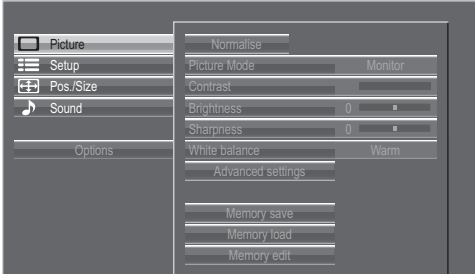 Picture
Setup
Pos./Size
Sound
Options
Normalise
Picture Mode Monitor
Contrast
Brightness 0
Sharpness 0
White balance Warm
Advanced settings
Memory save
Memory load
Memory edit